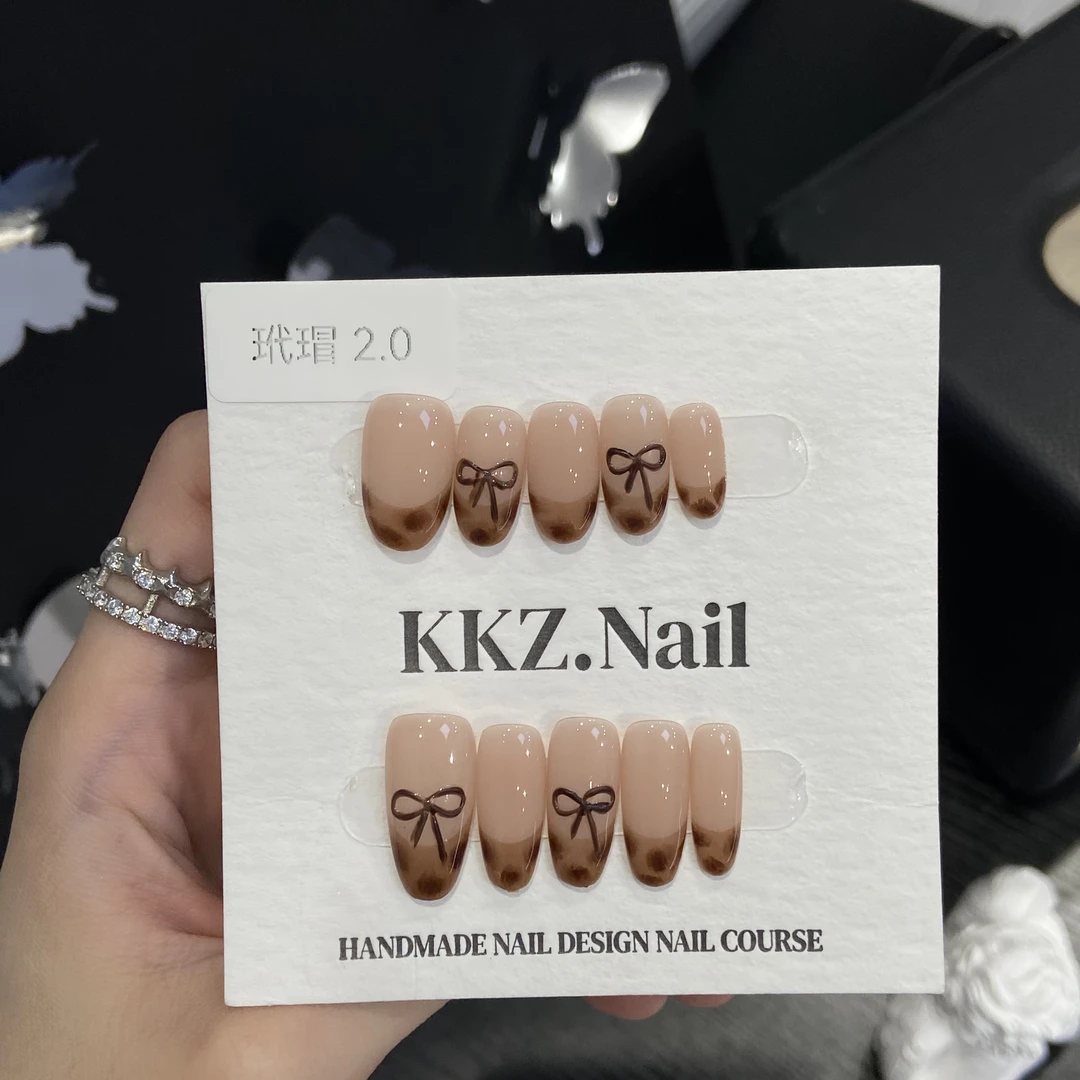 玳瑁 2.0
KKZ.Nail
HANDMADE NAIL DESIGN NAIL COURSE